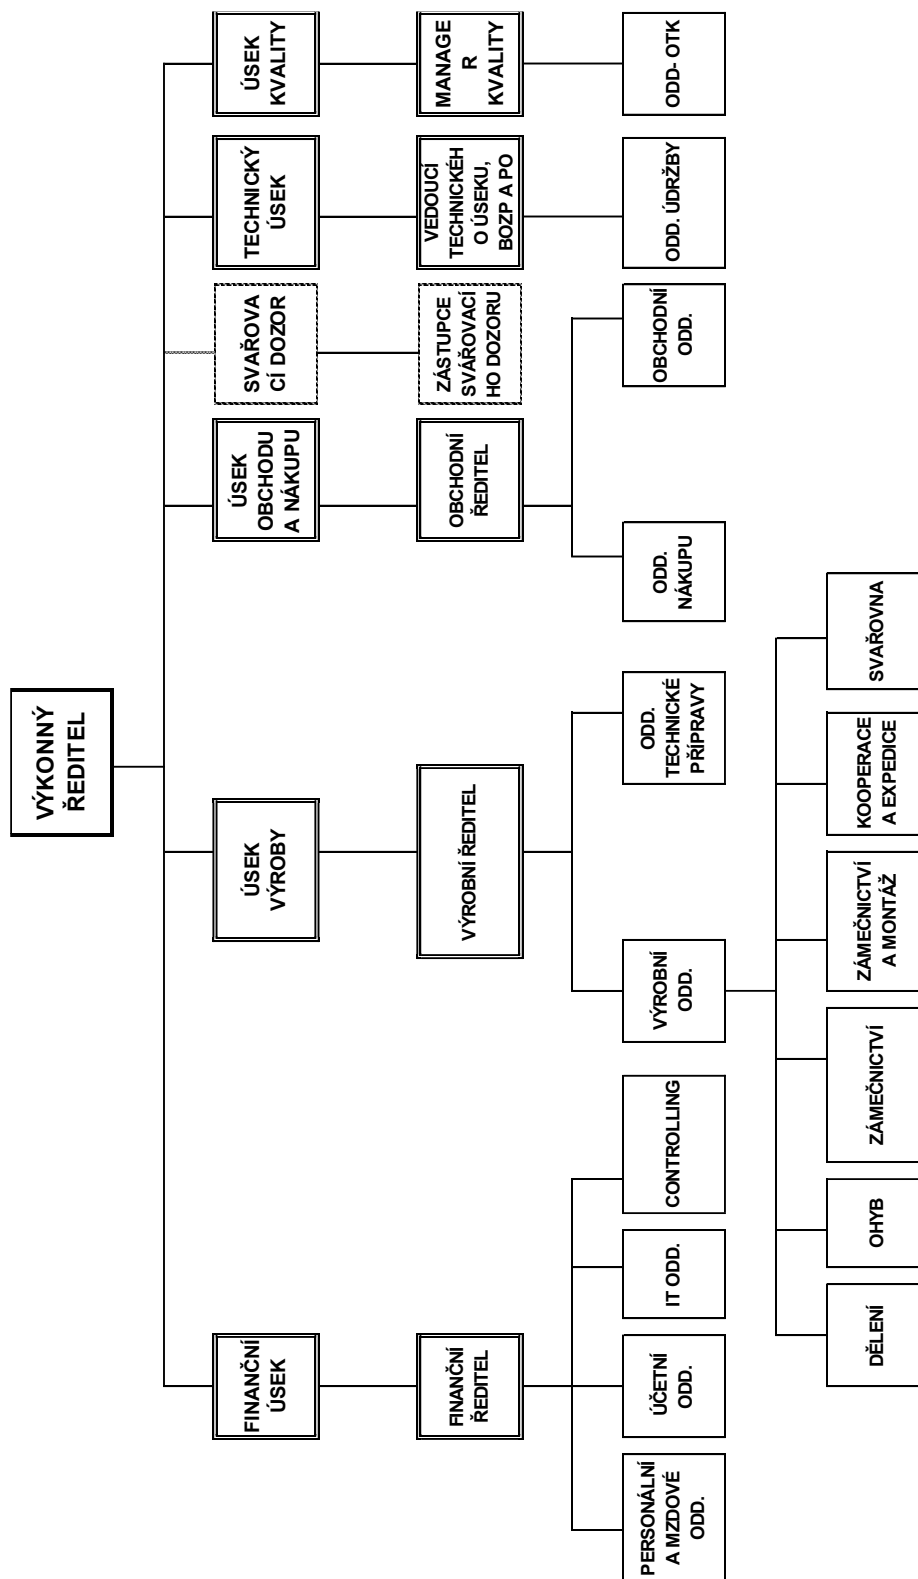 VÝKONNÝ
ŘEDITEL
FINANČNÍ
ÚSEK
ÚSEK
VÝROBY
ÚSEK
OBCHODU
A NÁKUPU
SVAŘOVA
CÍ DOZOR
TECHNICKÝ
ÚSEK
ÚSEK
KVALITY
FINANČNÍ
ŘEDITEL
VÝROBNÍ ŘEDITEL
OBCHODNÍ
ŘEDITEL
ZÁSTUPCE
SVÁŘOVACÍ
HO DOZORU
VEDOUCÍ
TECHNICKÉH
O ÚSEKU,
BOZP A PO
MANAGE
R
KVALITY
PERSONÁLNÍ
A MZDOVÉ
ODD.
ÚČETNÍ
ODD.
IT ODD.
CONTROLLING
VÝROBNÍ
ODD.
ODD.
TECHNICKÉ
PŘÍPRAVY
ODD.
NÁKUPU
OBCHODNÍ
ODD.
ODD. ÚDRŽBY
ODD- OTK
DĚLENÍ
OHYB
ZÁMEČNICTVÍ
ZÁMEČNICTVÍ
A MONTÁŽ
KOOPERACE
A EXPEDICE
SVAŘOVNA